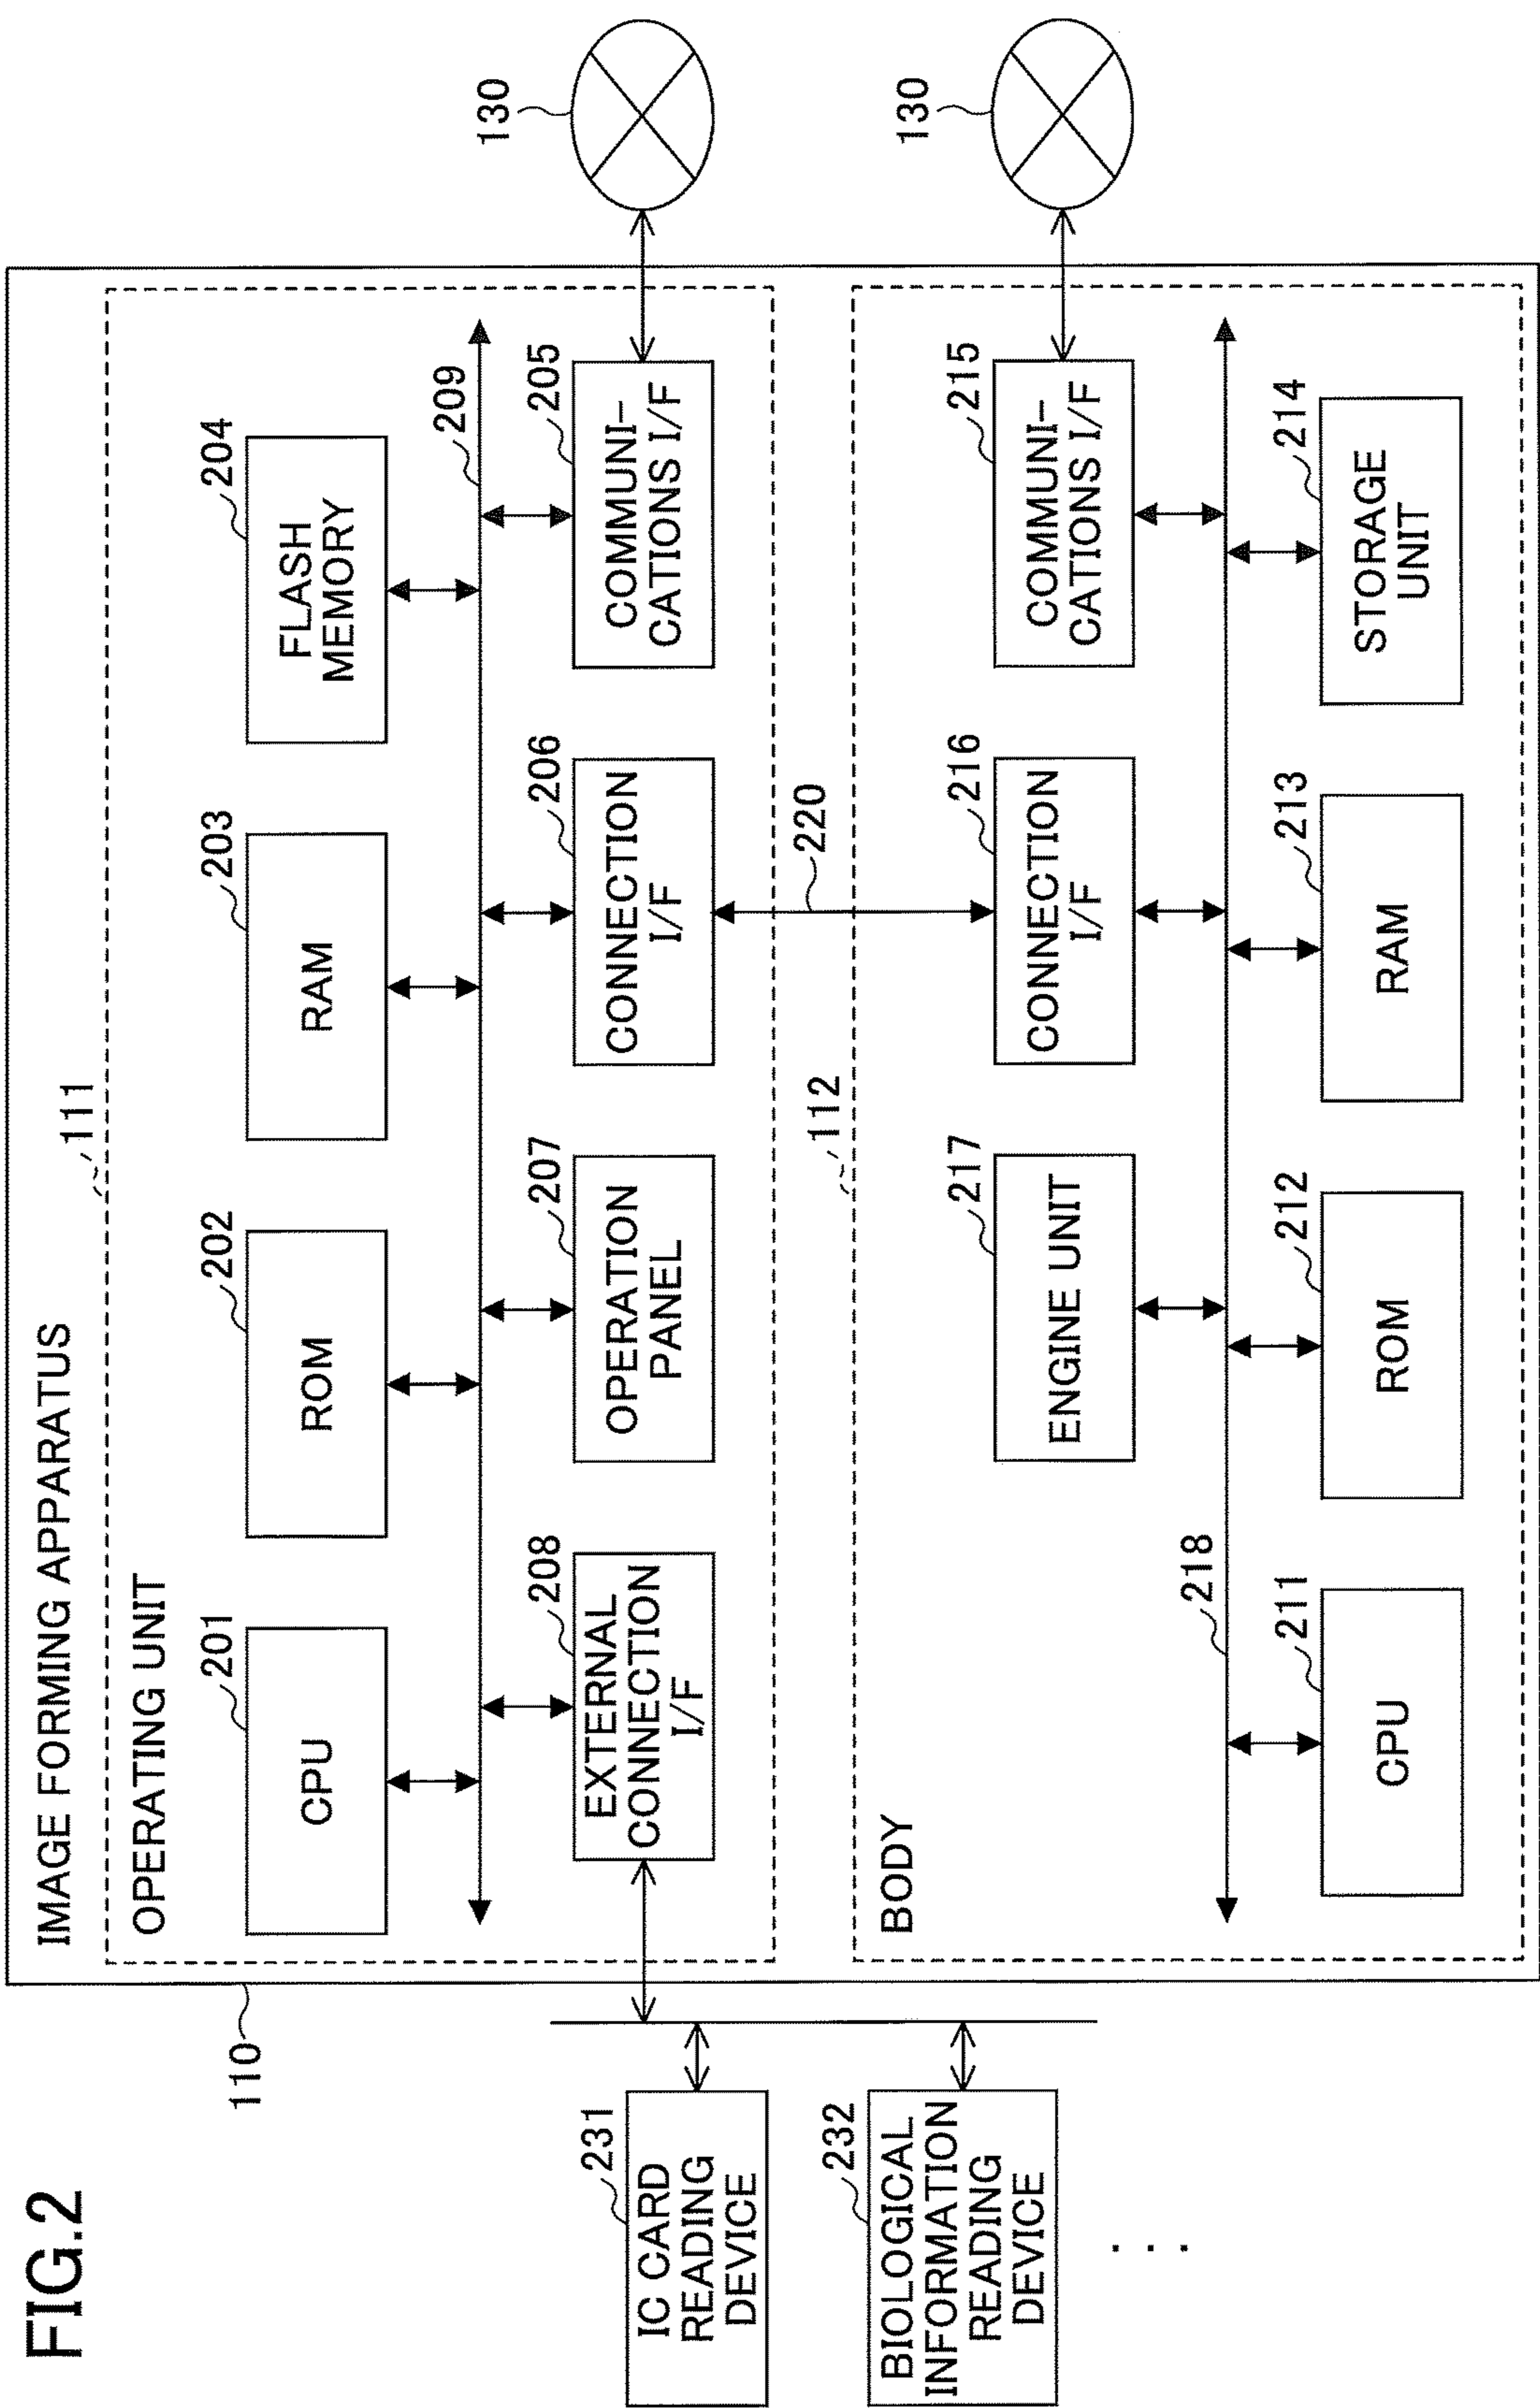 FIG.2
110
IMAGE FORMING APPARATUS
111
OPERATING UNIT
201
CPU
202
ROM
203
RAM
204
FLASH
MEMORY
209
208
EXTERNAL
CONNECTION
I/F
207
OPERATION
PANEL
206
CONNECTION
I/F
205
COMMUNI-
CATIONS I/F
130
231
IC CARD
READING
DEVICE
232
BIOLOGICAL
INFORMATION
READING
DEVICE
. . .
220
112
BODY
217
ENGINE UNIT
216
CONNECTION
I/F
215
COMMUNI-
CATIONS I/F
130
218
211
CPU
212
ROM
213
RAM
214
STORAGE
UNIT